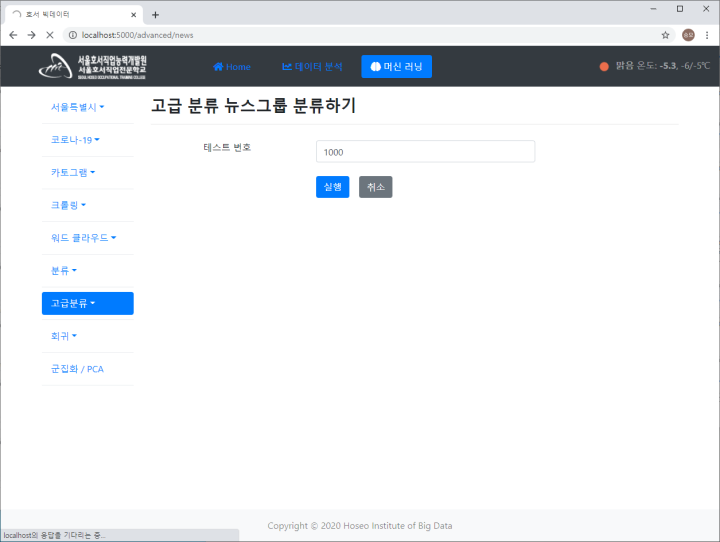 호서 빅데이터
localhost:5000/advanced/news
서울호서직업능력개발원
서울호서직업전문학교
SEOUL HOSEO OCCUPATIONAL TRAINING COLLEGE
Home
데이터 분석
머신 러닝
맑음 온도: -5.3, -6/-5℃
서울특별시
코로나-19
카토그램
크롤링
워드 클라우드
분류
고급분류
회귀
군집화 / PCA
고급 분류 뉴스그룹 분류하기
테스트 번호
1000
실행
취소
Copyright © 2020 Hoseo Institute of Big Data
localhost의 응답을 기다리는 중...